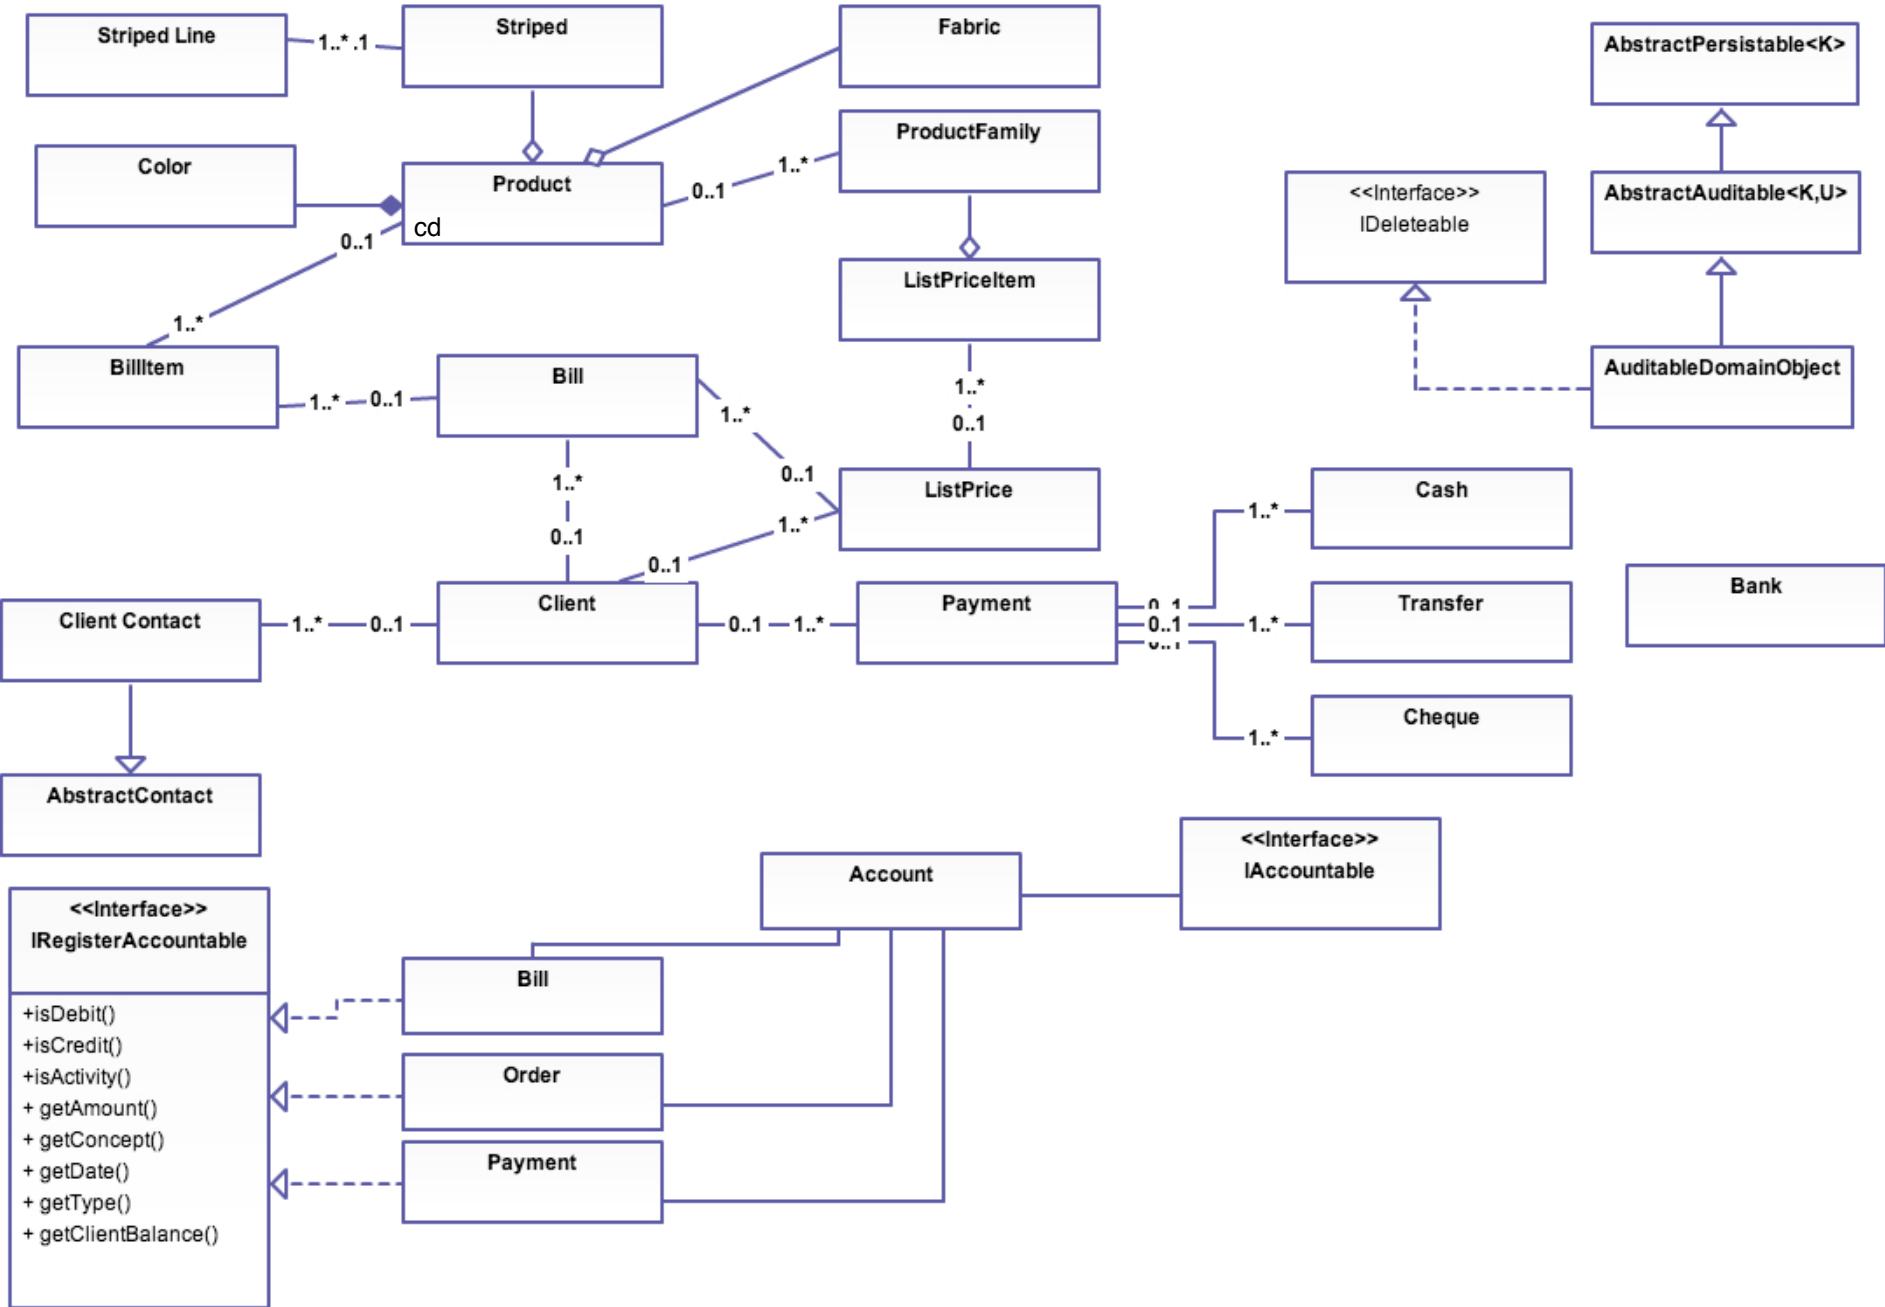 Striped Line
1..* .1
Striped
Fabric
AbstractPersistable<K>
ProductFamily
Color
Product
cd
0..1
1..*
<<Interface>>
IDeleteable
AbstractAuditable<K,U>
0..1
1..*
ListPriceItem
BillItem
1..*
0..1
Bill
1..*
0..1
1..*
0..1
AuditableDomainObject
1..*
0..1
ListPrice
1..*
0..1
Cash
1..*
Client Contact
1..*
0..1
Client
0..1
1..*
Payment
0..1
0..1
0..1
1..*
Transfer
Bank
1..*
Cheque
AbstractContact
<<Interface>>
IAccountable
Account
<<Interface>>
IRegisterAccountable
+isDebit()
+isCredit()
+isActivity()
+ getAmount()
+ getConcept()
+ getDate()
+ getType()
+ getClientBalance()
Bill
Order
Payment